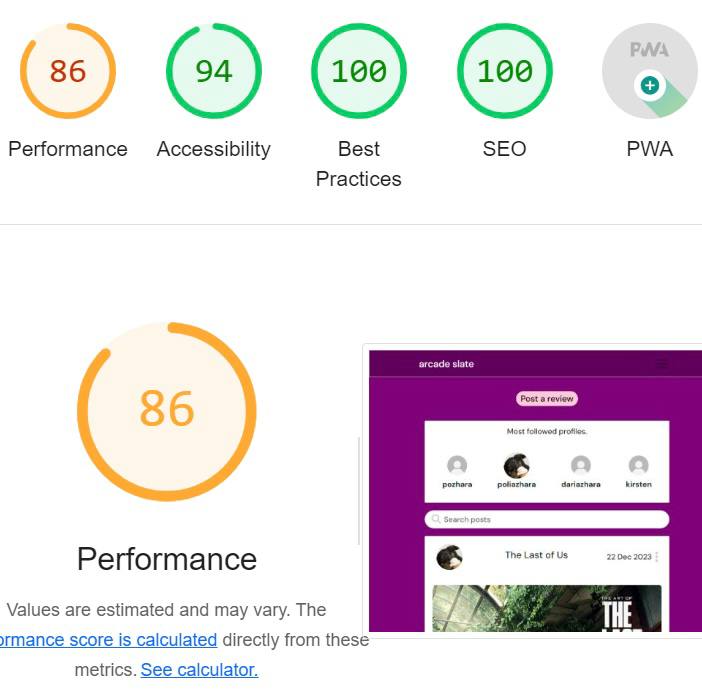 86
94
100
100
PWA
Performance
Accessibility
Best
Practices
SEO
PWA
86
Performance
Values are estimated and may vary. The
ormance score is calculated directly from these
metrics. See calculator.
arcade slate
Post a review
Most followed profiles.
pozhara
poliazhara
dariazhara
kirsten
Search posts
The Last of Us
22 Dec 2023
THE ART OF
THE